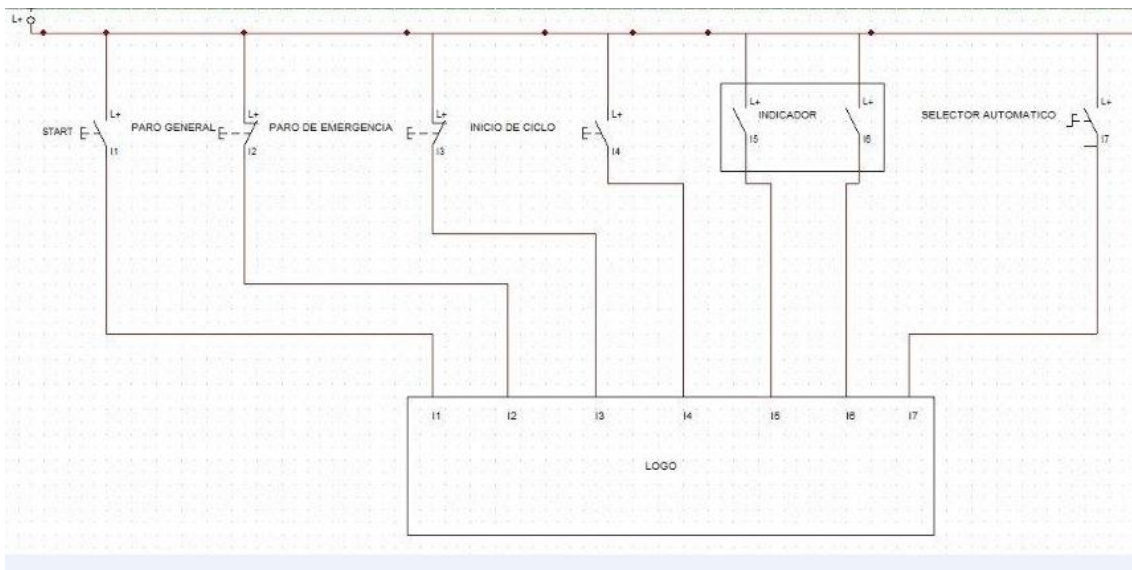 L+
L+
L+
L+
L+
L+
L+
L+
START
PARO GENERAL
PARO DE EMERGENCIA
INICIO DE CICLO
INDICADOR
SELECTOR AUTOMATICO
I1
I2
I3
I4
I5
I6
I7
I1
I2
I3
I4
I5
I6
I7
LOGO